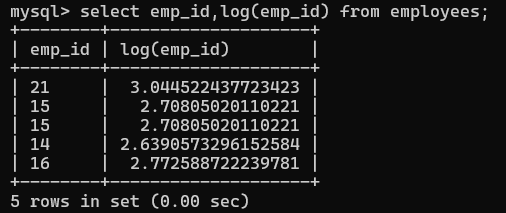 mysql> select emp_id,log(emp_id) from employees;
+--------+--------------------+
| emp_id | log(emp_id)        |
+--------+--------------------+
| 21     |  3.044522437723423 |
| 15     |   2.70805020110221 |
| 15     |   2.70805020110221 |
| 14     | 2.6390573296152584 |
| 16     |  2.772588722239781 |
+--------+--------------------+
5 rows in set (0.00 sec)